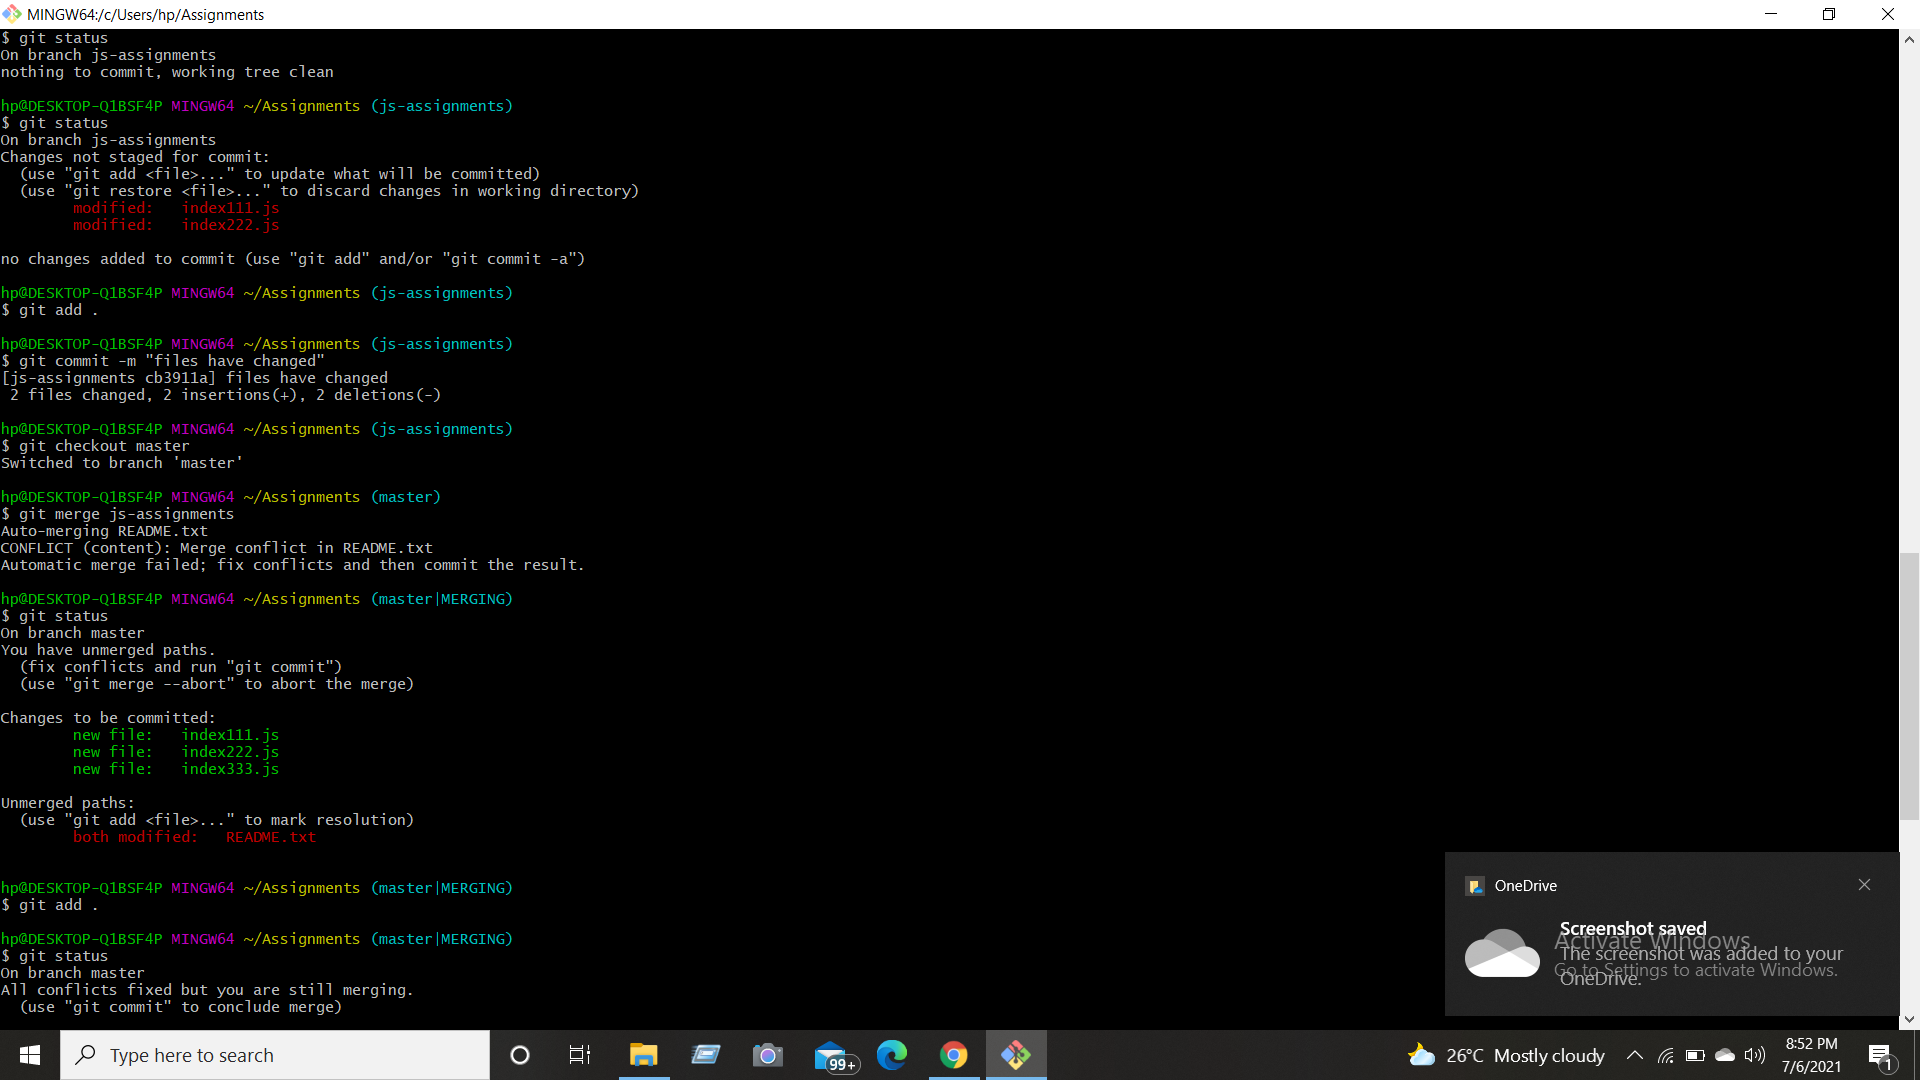 MINGW64:/c/Users/hp/Assignments
$ git status
On branch js-assignments
nothing to commit, working tree clean
hp@DESKTOP-Q1BSF4P MINGW64 ~/Assignments (js-assignments)
$ git status
On branch js-assignments
Changes not staged for commit:
  (use "git add <file>..." to update what will be committed)
  (use "git restore <file>..." to discard changes in working directory)
        modified:   index111.js
        modified:   index222.js
no changes added to commit (use "git add" and/or "git commit -a")
hp@DESKTOP-Q1BSF4P MINGW64 ~/Assignments (js-assignments)
$ git add .
hp@DESKTOP-Q1BSF4P MINGW64 ~/Assignments (js-assignments)
$ git commit -m "files have changed"
[js-assignments cb3911a] files have changed
 2 files changed, 2 insertions(+), 2 deletions(-)
hp@DESKTOP-Q1BSF4P MINGW64 ~/Assignments (js-assignments)
$ git checkout master
Switched to branch 'master'
hp@DESKTOP-Q1BSF4P MINGW64 ~/Assignments (master)
$ git merge js-assignments
Auto-merging README.txt
CONFLICT (content): Merge conflict in README.txt
Automatic merge failed; fix conflicts and then commit the result.
hp@DESKTOP-Q1BSF4P MINGW64 ~/Assignments (master|MERGING)
$ git status
On branch master
You have unmerged paths.
  (fix conflicts and run "git commit")
  (use "git merge --abort" to abort the merge)
Changes to be committed:
        new file:   index111.js
        new file:   index222.js
        new file:   index333.js
Unmerged paths:
  (use "git add <file>..." to mark resolution)
        both modified:   README.txt
hp@DESKTOP-Q1BSF4P MINGW64 ~/Assignments (master|MERGING)
$ git add .
hp@DESKTOP-Q1BSF4P MINGW64 ~/Assignments (master|MERGING)
$ git status
On branch master
All conflicts fixed but you are still merging.
  (use "git commit" to conclude merge)
OneDrive
Screenshot saved
Activate Windows
The screenshot was added to your
Go to Settings to activate Windows.
OneDrive.
Type here to search
99+
26°C Mostly cloudy
8:52 PM
7/6/2021
1